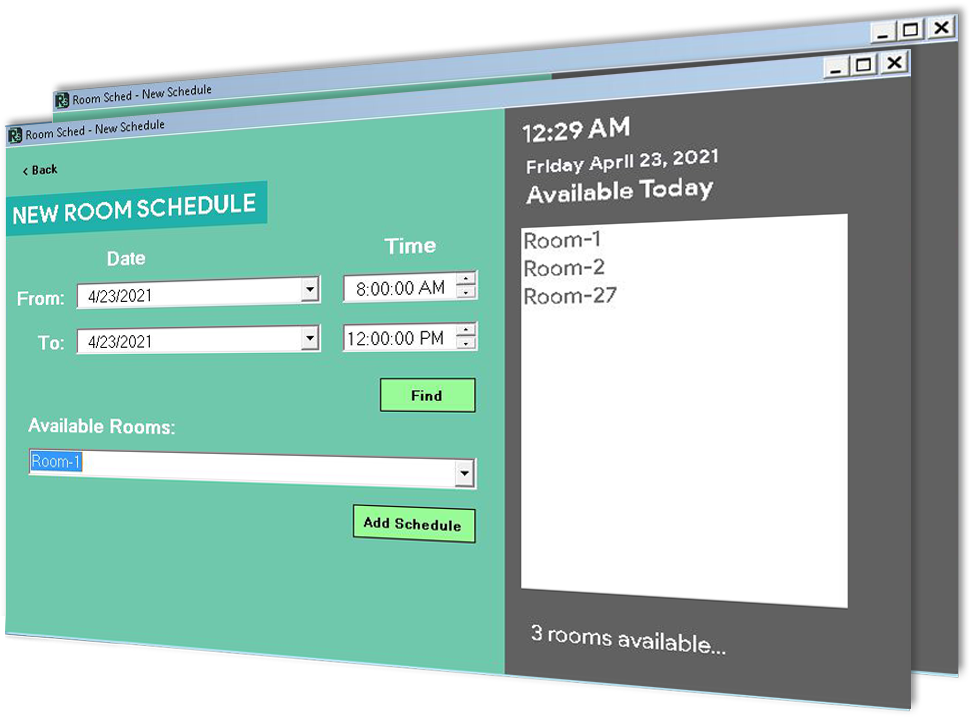 Room Sched - New Schedule
Room Sched - New Schedule
< Back
NEW ROOM SCHEDULE
Date
Time
From:
4/23/2021
8:00:00 AM
To:
4/23/2021
12:00:00 PM
Find
Available Rooms:
Room-1
Add Schedule
12:29 AM
Friday April 23, 2021
Available Today
Room-1
Room-2
Room-27
3 rooms available...